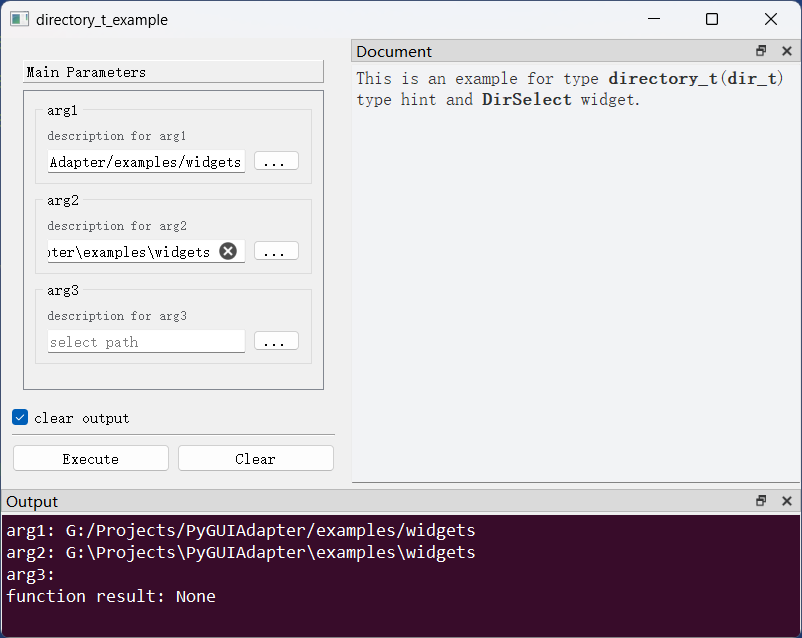 directory_t_example
Main Parameters
arg1
description for arg1
Adapter/examples/widgets
...
arg2
description for arg2
pter\examples\widgets
...
arg3
description for arg3
select path
...
clear output
Execute
Clear
Document
This is an example for type directory_t(dir_t)
type hint and DirSelect widget.
Output
arg1: G:/Projects/PyGUIAdapter/examples/widgets
arg2: G:\Projects\PyGUIAdapter\examples\widgets
arg3:
function result: None